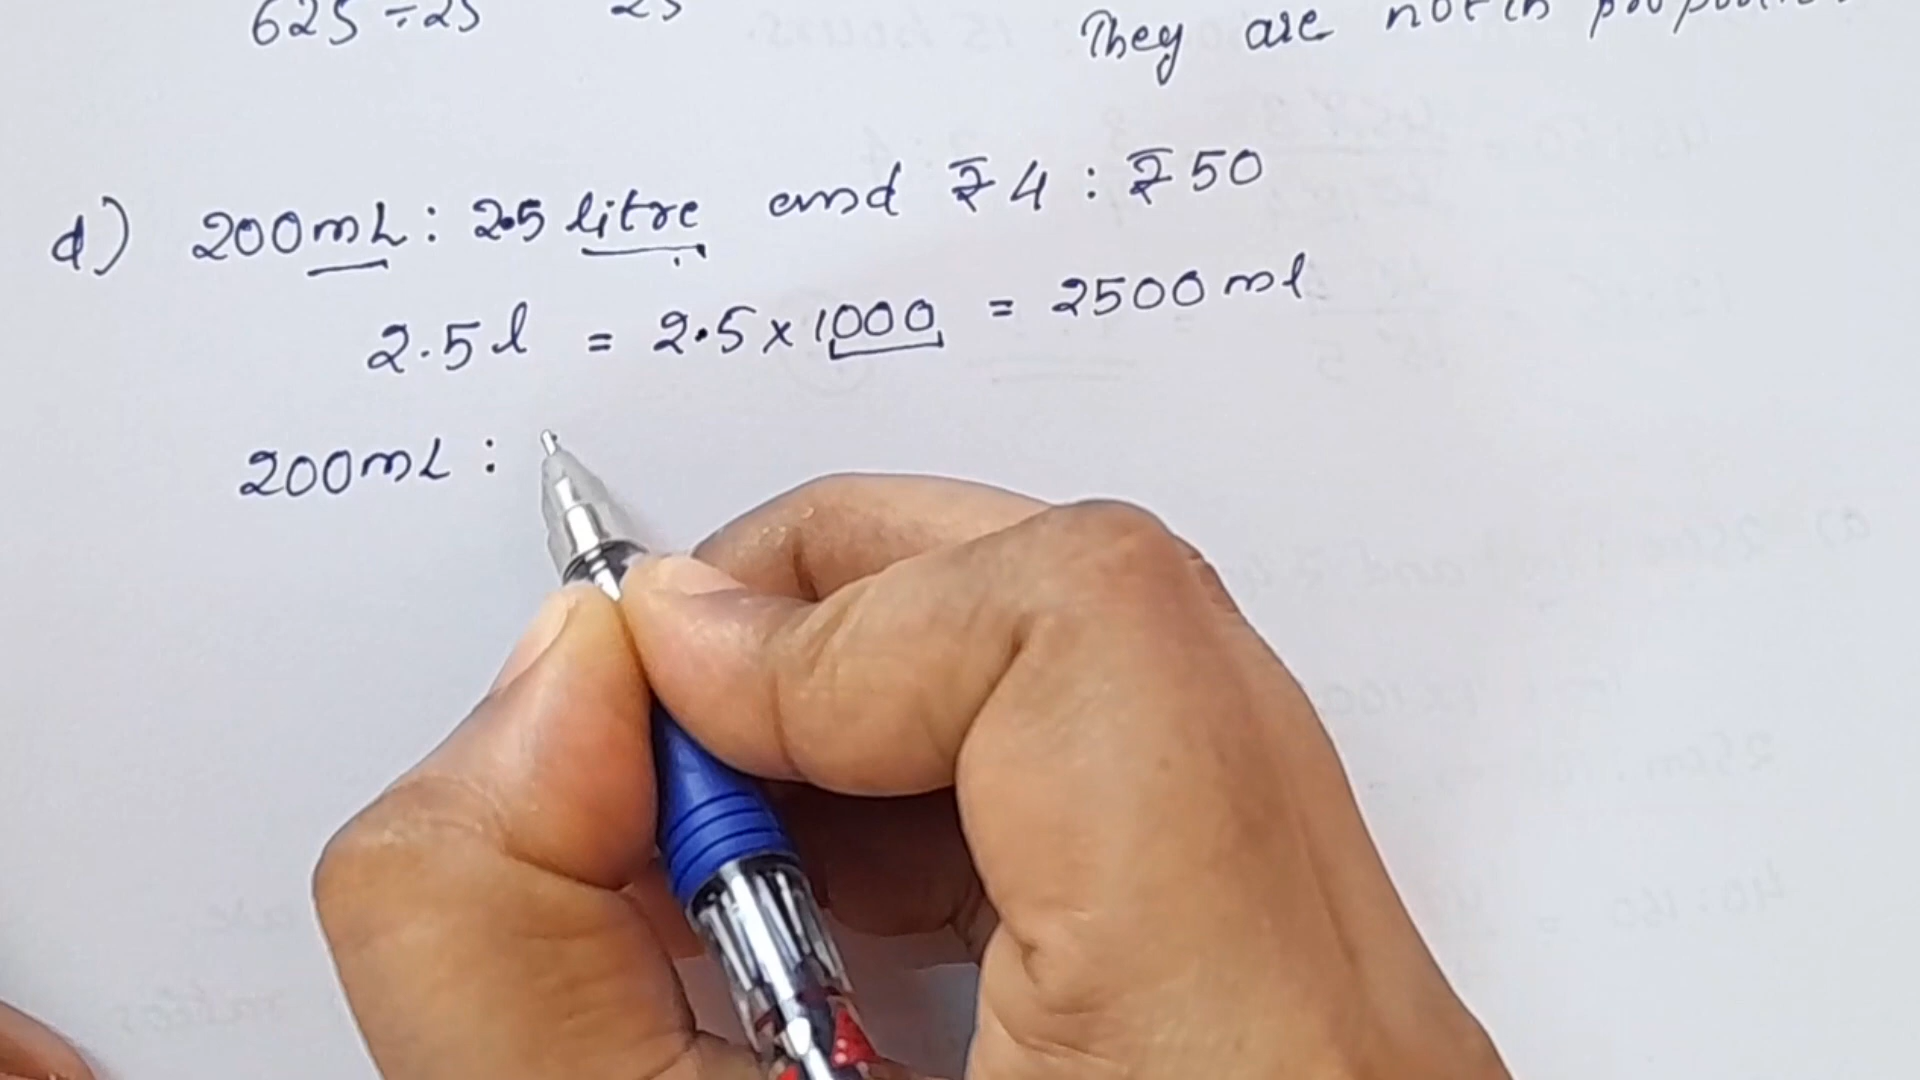 625 ÷ 25 25
They are not in
d) 200mL : 2.5 litre and ₹4 : ₹50
2.5 l = 2.5 x 1000 = 2500 ml
200mL :